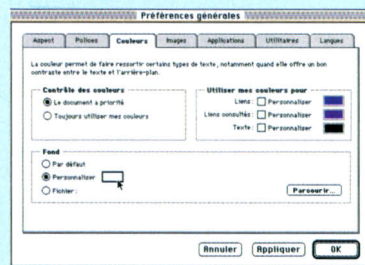 Préférences générales
Aspect Polices Couleurs Images Applications Utilitaires Langues
La couleur permet de faire ressortir certains types de texte, notamment quand elle offre un bon
contraste entre le texte et l'arrière-plan.
Contrôle des couleurs
Le document a priorité
Toujours utiliser mes couleurs
Utiliser mes couleurs pour
Liens : Personnaliser
Liens consultés : Personnaliser
Texte : Personnaliser
Fond
Par défaut
Personnaliser
Fichier :
Parcourir...
Annuler Appliquer OK